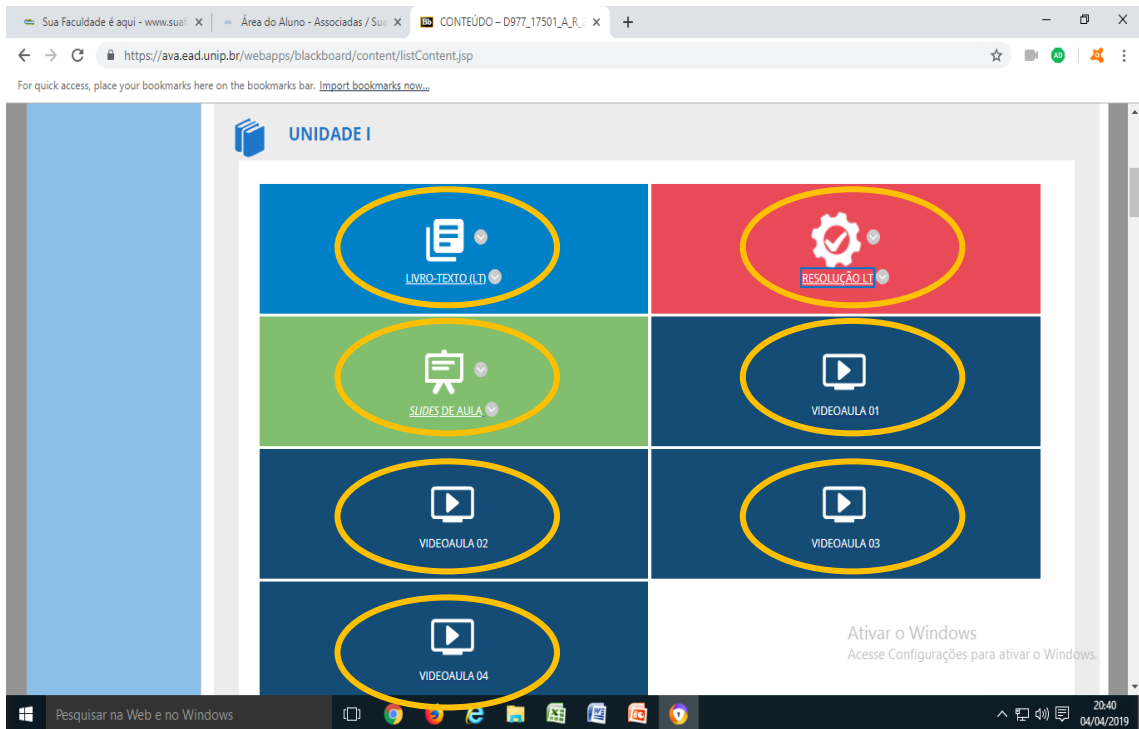 Sua Faculdade é aqui - www.suaf
Área do Aluno - Associadas / Sua
CONTEÚDO – D977_17501_A_R_
https://ava.ead.unip.br/webapps/blackboard/content/listContent.jsp
For quick access, place your bookmarks here on the bookmarks bar. Import bookmarks now...
UNIDADE I
LIVRO-TEXTO (LT)
RESOLUÇÃO LT
SLIDES DE AULA
VIDEOAULA 01
VIDEOAULA 02
VIDEOAULA 03
VIDEOAULA 04
Ativar o Windows
Acesse Configurações para ativar o Windows.
Pesquisar na Web e no Windows
20:40
04/04/2019